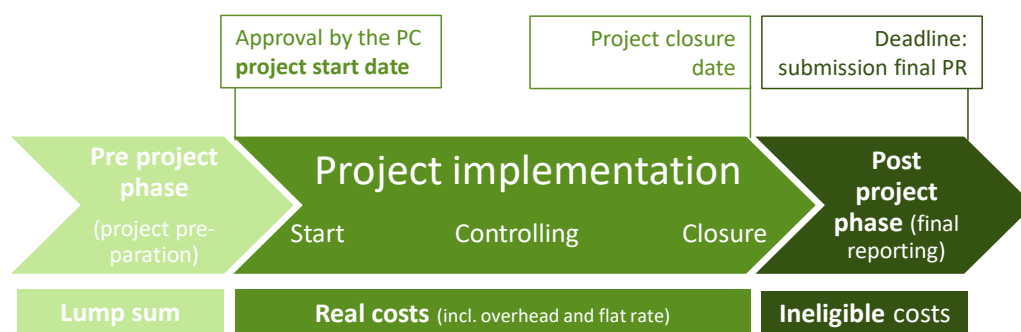 Approval by the PC
project start date
Project closure
date
Deadline:
submission final PR
Pre project
phase
(project pre-
paration)
Project implementation
Start Controlling Closure
Post
project
phase (final
reporting)
Lump sum
Real costs (incl. overhead and flat rate)
Ineligible costs